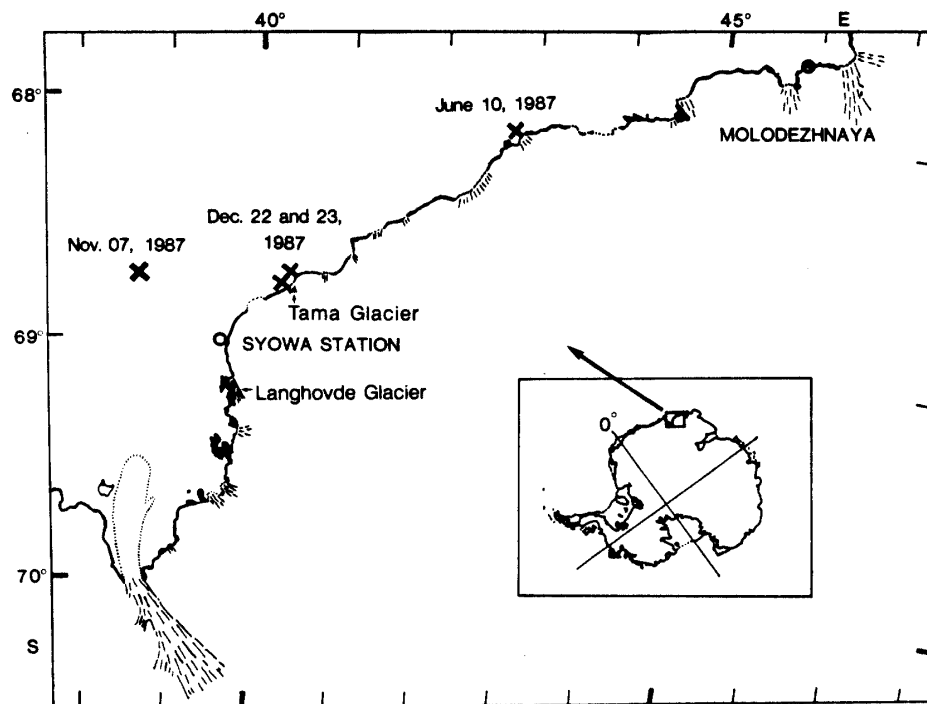 40°
45°
E
68°
June 10, 1987
MOLODEZHNAYA
Dec. 22 and 23,
1987
Nov. 07, 1987
Tama Glacier
69°
SYOWA STATION
Langhovde Glacier
0°
70°
S